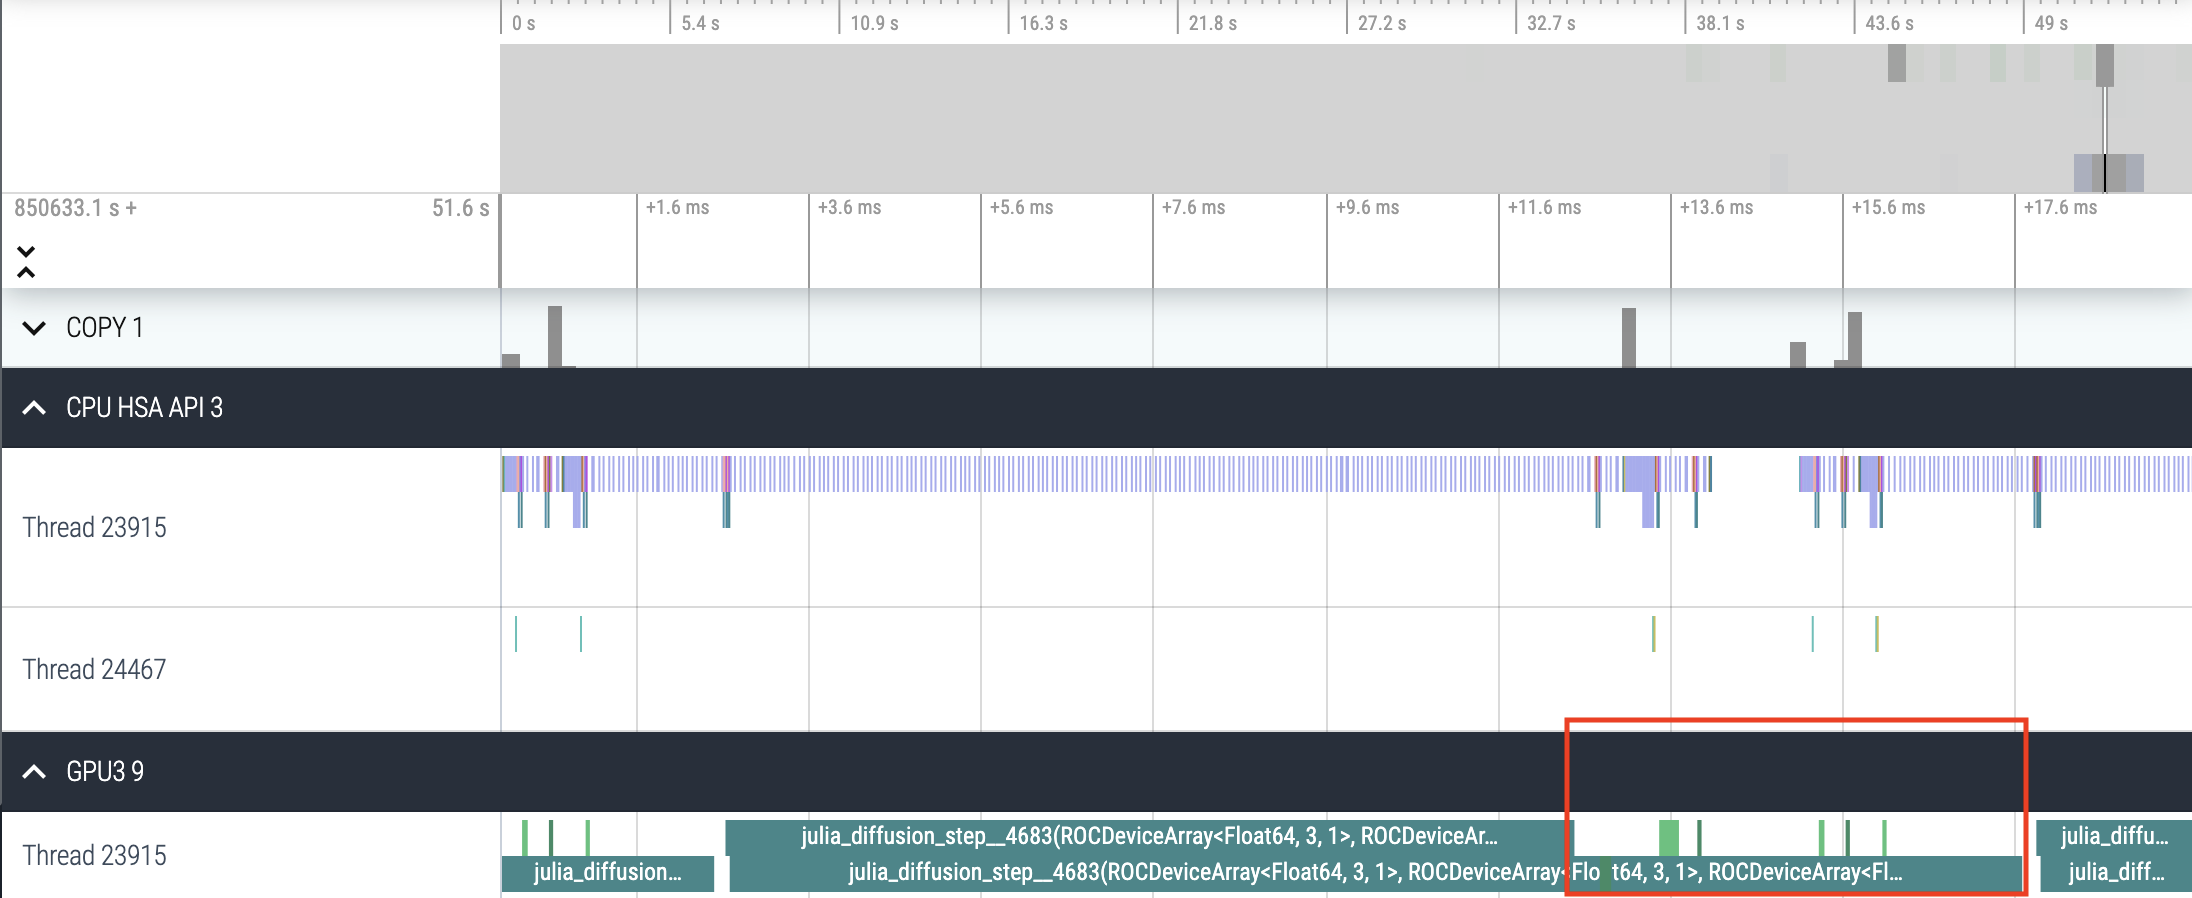 0 s 5.4 s 10.9 s 16.3 s 21.8 s 27.2 s 32.7 s 38.1 s 43.6 s 49 s
850633.1 s + 51.6 s +1.6 ms +3.6 ms +5.6 ms +7.6 ms +9.6 ms +11.6 ms +13.6 ms +15.6 ms +17.6 ms
COPY 1
CPU HSA API 3
Thread 23915
Thread 24467
GPU3 9
julia_diffusion_step__4683(ROCDeviceArray<Float64, 3, 1>, ROCDeviceAr... julia_diffu...
Thread 23915
julia_diffusion... julia_diffusion_step__4683(ROCDeviceArray<Float64, 3, 1>, ROCDeviceArray<Float64, 3, 1>, ROCDeviceArray<Fl... julia_diff...